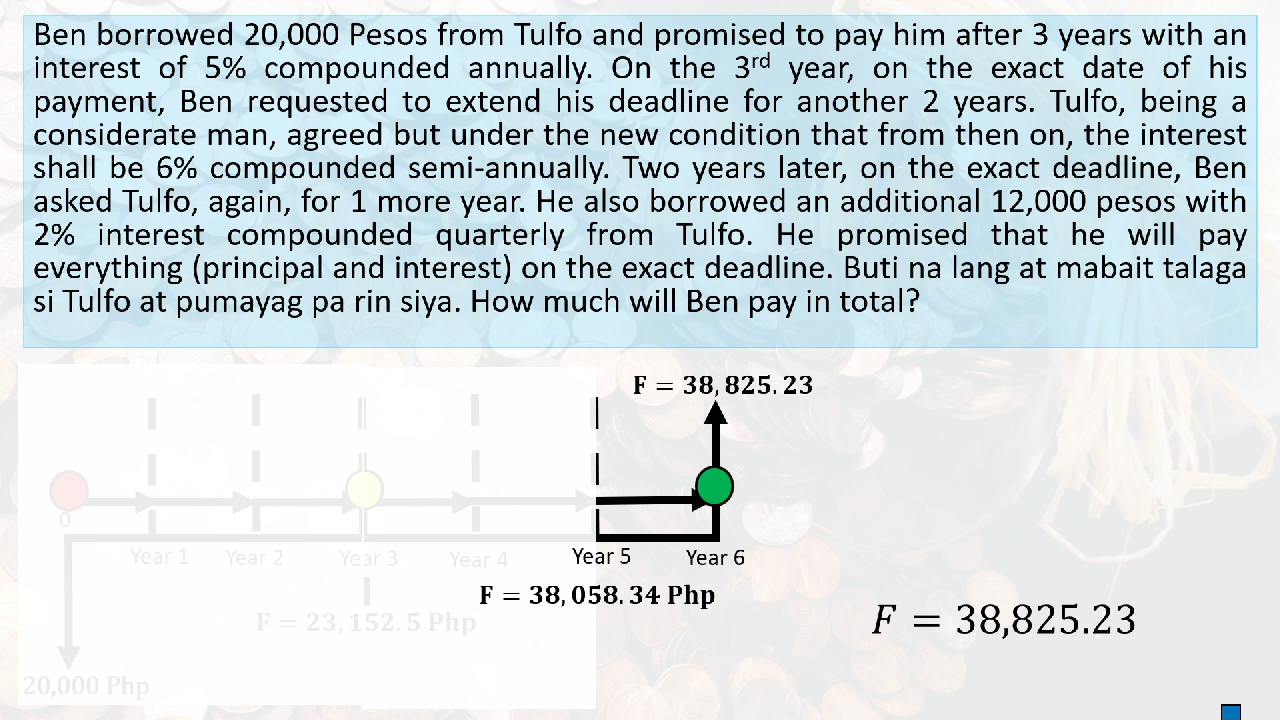 Ben borrowed 20,000 Pesos from Tulfo and promised to pay him after 3 years with an
interest of 5% compounded annually. On the 3rd year, on the exact date of his
payment, Ben requested to extend his deadline for another 2 years. Tulfo, being a
considerate man, agreed but under the new condition that from then on, the interest
shall be 6% compounded semi-annually. Two years later, on the exact deadline, Ben
asked Tulfo, again, for 1 more year. He also borrowed an additional 12,000 pesos with
2% interest compounded quarterly from Tulfo. He promised that he will pay
everything (principal and interest) on the exact deadline. Buti na lang at mabait talaga
si Tulfo at pumayag pa rin siya. How much will Ben pay in total?
F = 38,825.23
0
Year 1 Year 2 Year 3 Year 4 Year 5 Year 6
F = 38,058.34 Php
F = 23,152.5 Php
F = 38,825.23
20,000 Php